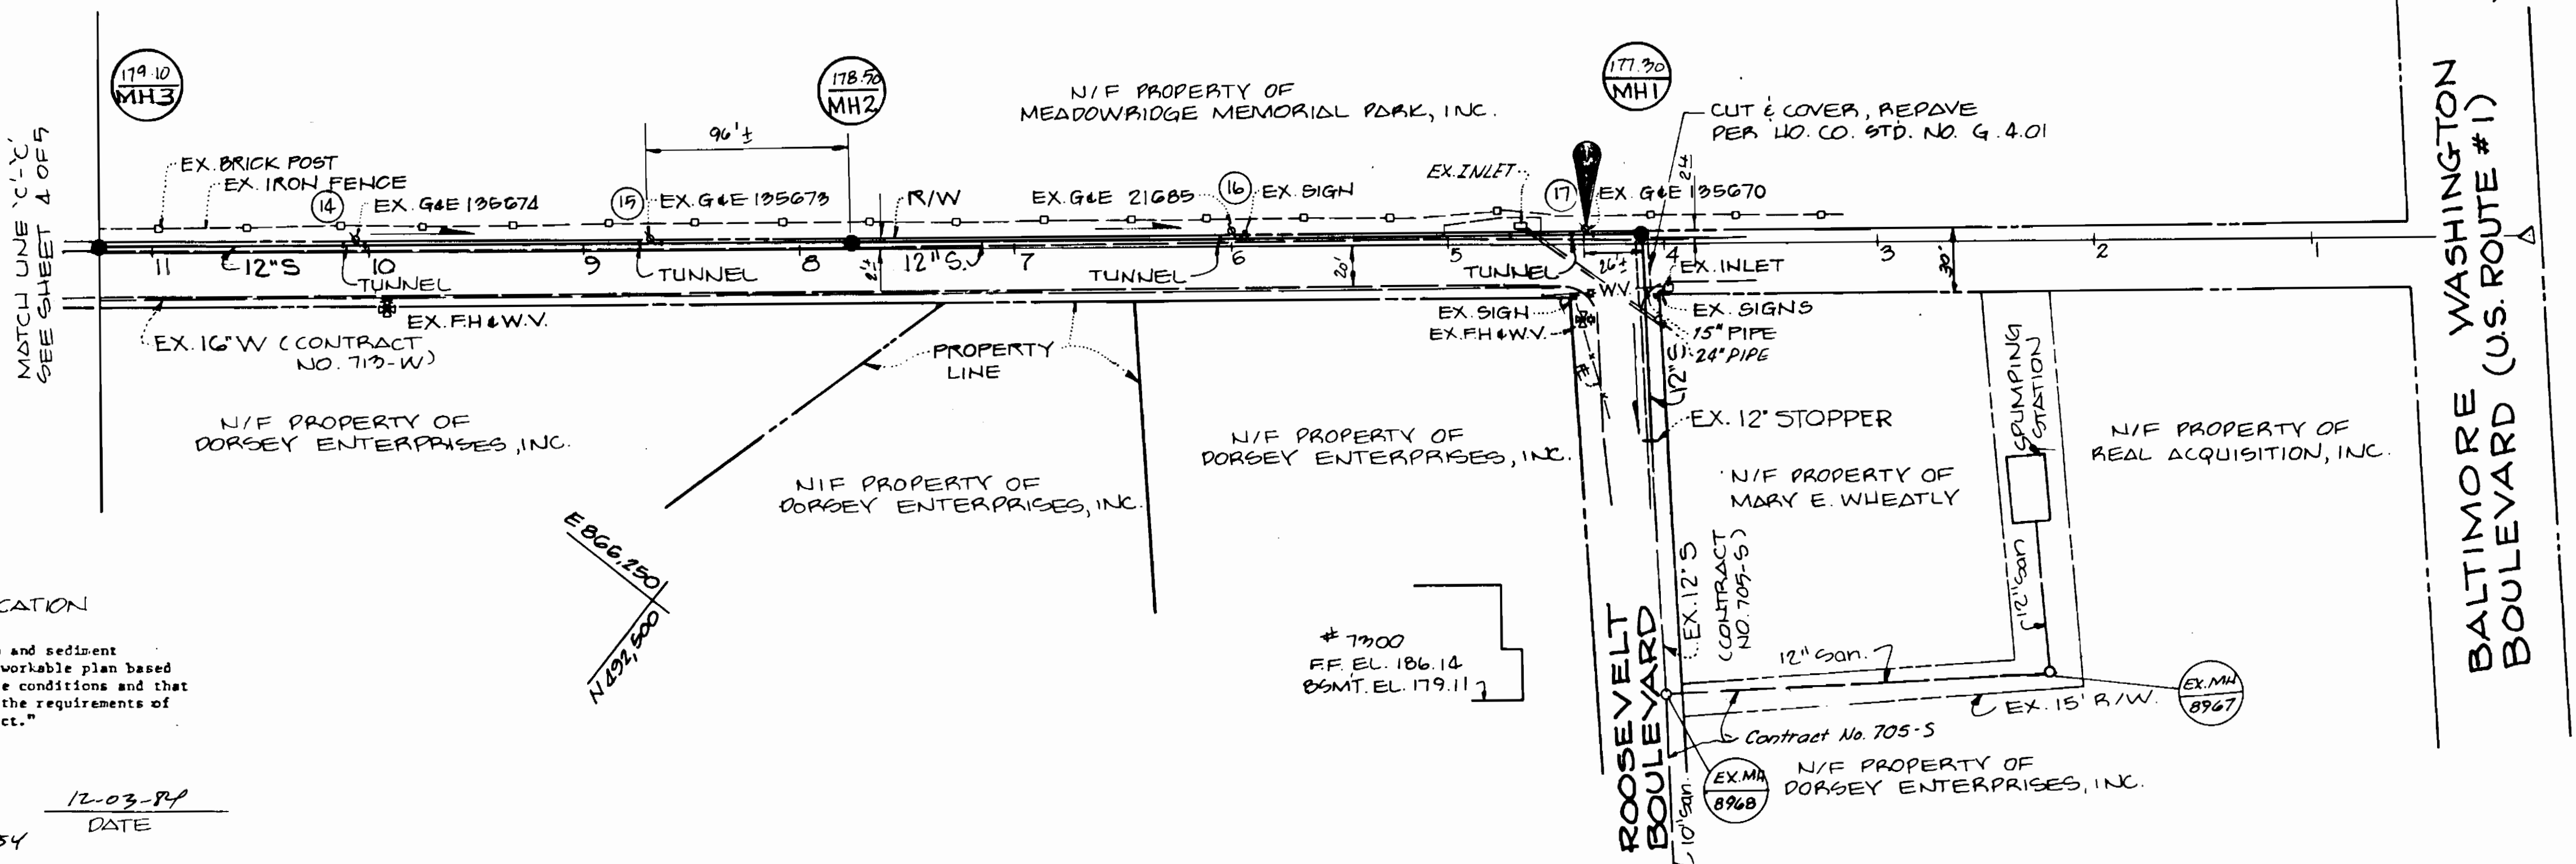 179.10
MH3
178.50
MH2
177.30
MH1
N/F PROPERTY OF
MEADOWRIDGE MEMORIAL PARK, INC.
CUT & COVER, REPAVE
PER HO. CO. STD. NO. G.4.01
MATCH LINE 'C'-'C'
SEE SHEET 4 OF 5
96'±
EX. BRICK POST
EX. IRON FENCE
14
EX. G&E 135674
15
EX. G&E 135673
R/W
EX. G&E 21685
16
EX. SIGN
EX. INLET
17
EX G&E 135670
24
11
12"S
10
TUNNEL
9
TUNNEL
8
2'±
12"S.
7
TUNNEL
6
20'
5
TUNNEL
26'±
4
EX. INLET
3
30'
2
1
W.V.
EX. 16" W (CONTRACT
NO. 713-W)
EX. F.H & W.V.
EX. SIGN
EX. F.H & W.V.
EX. SIGNS
15" PIPE
24" PIPE
PROPERTY
LINE
12"S
EX. 12" STOPPER
N/F PROPERTY OF
DORSEY ENTERPRISES, INC.
N/F PROPERTY OF
DORSEY ENTERPRISES, INC.
N/F PROPERTY OF
DORSEY ENTERPRISES, INC.
N/F PROPERTY OF
MARY E. WHEATLY
SPUMPING
STATION
N/F PROPERTY OF
REAL ACQUISITION, INC.
BALTIMORE WASHINGTON
BOULEVARD (U.S. ROUTE #1)
E 866,250
N 492,500
CATION
and sediment
workable plan based
e conditions and that
the requirements of
ct."
12-03-84
DATE
54
# 7300
F.F. EL. 186.14
BSMT. EL. 179.11
ROOSEVELT
BOULEVARD
EX. 12" S
(CONTRACT
NO. 705-S)
12" San
12" San.
EX. 15' R/W.
EX. MH
8967
Contract No. 705-S
EX. MH
8968
10" San.
N/F PROPERTY OF
DORSEY ENTERPRISES, INC.